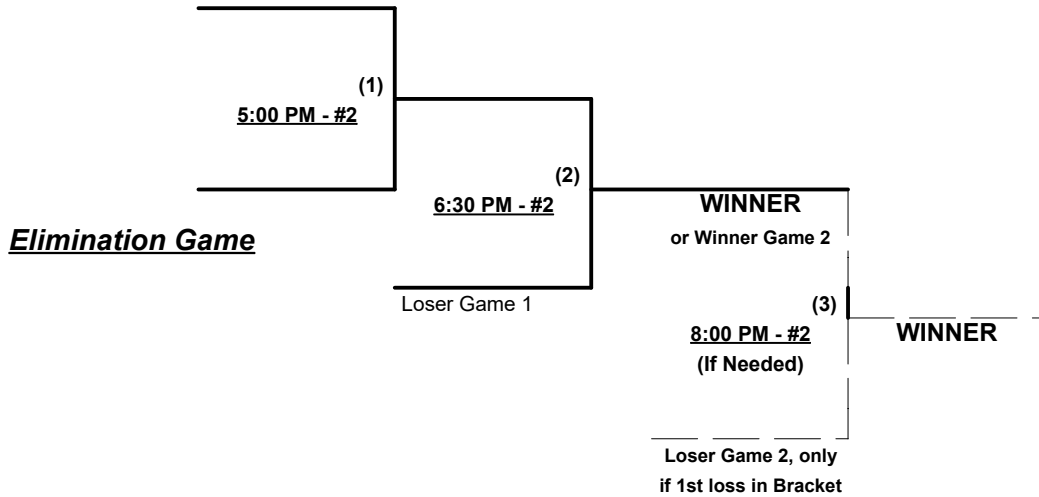 (1)
5:00 PM - #2
(2)
6:30 PM - #2
WINNER
or Winner Game 2
Elimination Game
Loser Game 1
(3)
8:00 PM - #2
(If Needed)
WINNER
Loser Game 2, only
if 1st loss in Bracket